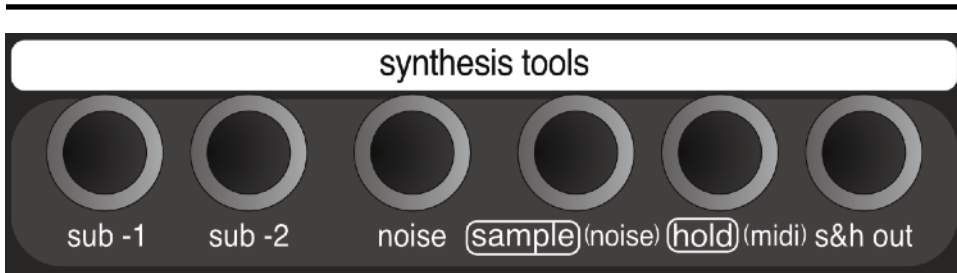 synthesis tools
sub -1 sub -2 noise sample (noise) hold (midi) s&h out